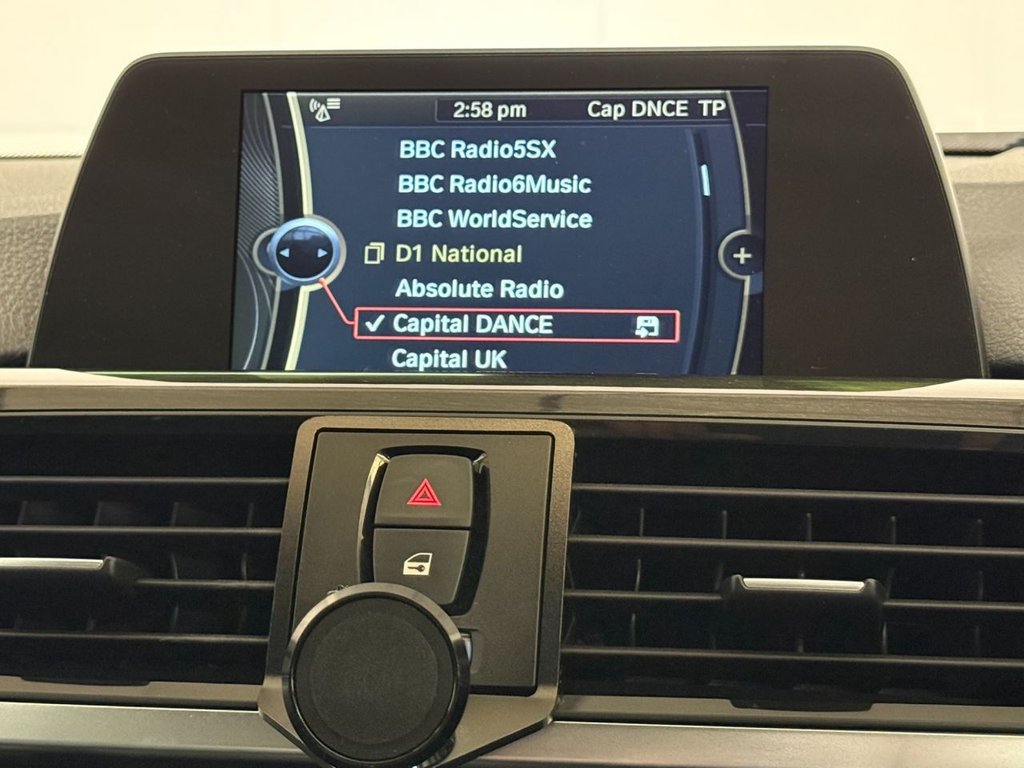 2:58 pm Cap DNCE TP
BBC Radio5SX
BBC Radio6Music
BBC WorldService
D1 National
Absolute Radio
Capital DANCE
Capital UK